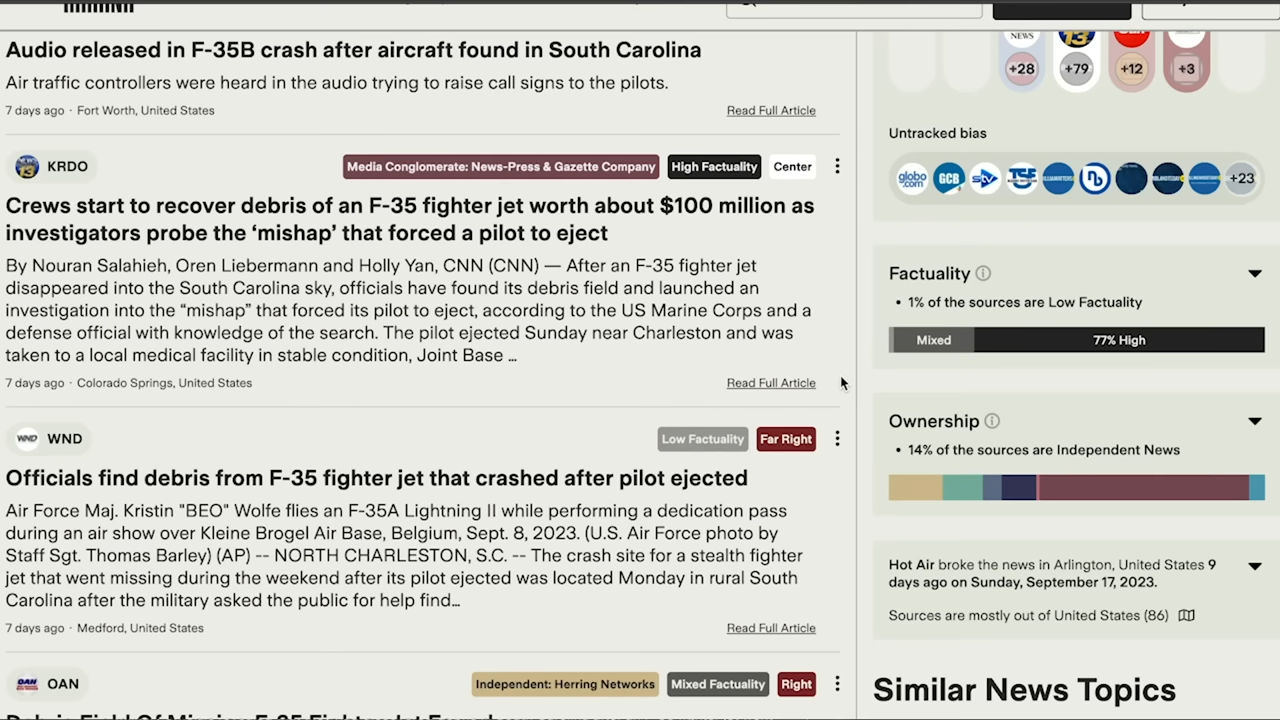 Audio released in F-35B crash after aircraft found in South Carolina
Air traffic controllers were heard in the audio trying to raise call signs to the pilots.
7 days ago · Fort Worth, United States
Read Full Article
KRDO
Media Conglomerate: News-Press & Gazette Company
High Factuality
Center
Crews start to recover debris of an F-35 fighter jet worth about $100 million as
investigators probe the ‘mishap’ that forced a pilot to eject
By Nouran Salahieh, Oren Liebermann and Holly Yan, CNN (CNN) — After an F-35 fighter jet
disappeared into the South Carolina sky, officials have found its debris field and launched an
investigation into the “mishap” that forced its pilot to eject, according to the US Marine Corps and a
defense official with knowledge of the search. The pilot ejected Sunday near Charleston and was
taken to a local medical facility in stable condition, Joint Base …
7 days ago · Colorado Springs, United States
Read Full Article
WND
WND
Low Factuality
Far Right
Officials find debris from F-35 fighter jet that crashed after pilot ejected
Air Force Maj. Kristin "BEO" Wolfe flies an F-35A Lightning II while performing a dedication pass
during an air show over Kleine Brogel Air Base, Belgium, Sept. 8, 2023. (U.S. Air Force photo by
Staff Sgt. Thomas Barley) (AP) -- NORTH CHARLESTON, S.C. -- The crash site for a stealth fighter
jet that went missing during the weekend after its pilot ejected was located Monday in rural South
Carolina after the military asked the public for help find…
7 days ago · Medford, United States
Read Full Article
OAN
OAN
Independent: Herring Networks
Mixed Factuality
Right
NEWS
13
+28
+79
+12
+3
Untracked bias
globo
.com
GCB
stv
+23
Factuality
• 1% of the sources are Low Factuality
Mixed
77% High
Ownership
• 14% of the sources are Independent News
Hot Air broke the news in Arlington, United States 9
days ago on Sunday, September 17, 2023.
Sources are mostly out of United States (86)
Similar News Topics